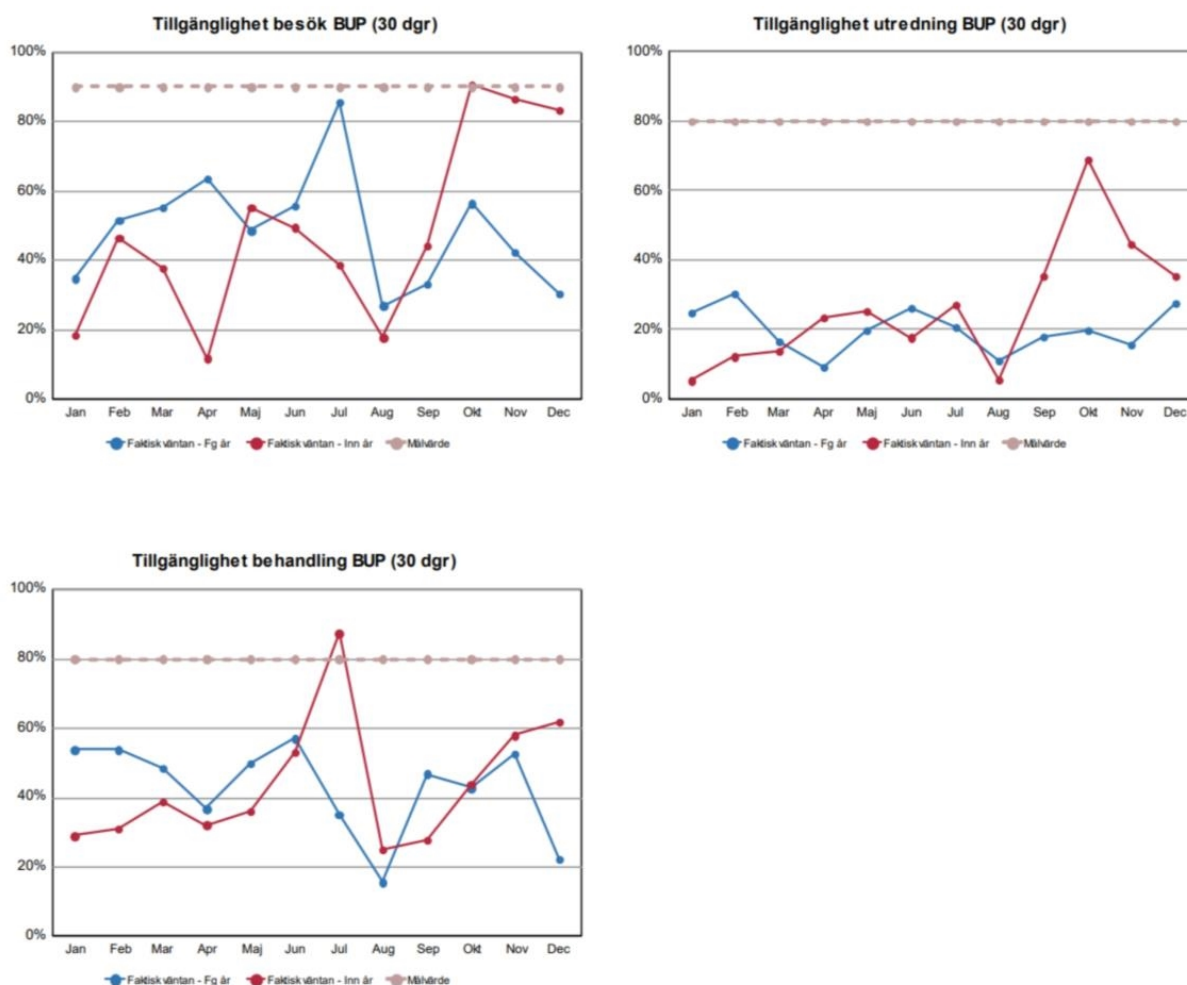 Tillgänglighet besök BUP (30 dgr)
100%
80%
60%
40%
20%
0%
Jan Feb Mar Apr Maj Jun Jul Aug Sep Okt Nov Dec
Faktisk väntan - Fg år Faktisk väntan - Inn år Målvärde
Tillgänglighet utredning BUP (30 dgr)
100%
80%
60%
40%
20%
0%
Jan Feb Mar Apr Maj Jun Jul Aug Sep Okt Nov Dec
Faktisk väntan - Fg år Faktisk väntan - Inn år Målvärde
Tillgänglighet behandling BUP (30 dgr)
100%
80%
60%
40%
20%
0%
Jan Feb Mar Apr Maj Jun Jul Aug Sep Okt Nov Dec
Faktisk väntan - Fg år Faktisk väntan - Inn år Målvärde